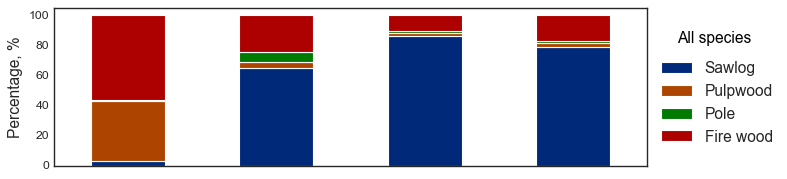 Percentage, %
100
80
60
40
20
0
All species
Sawlog
Pulpwood
Pole
Fire wood